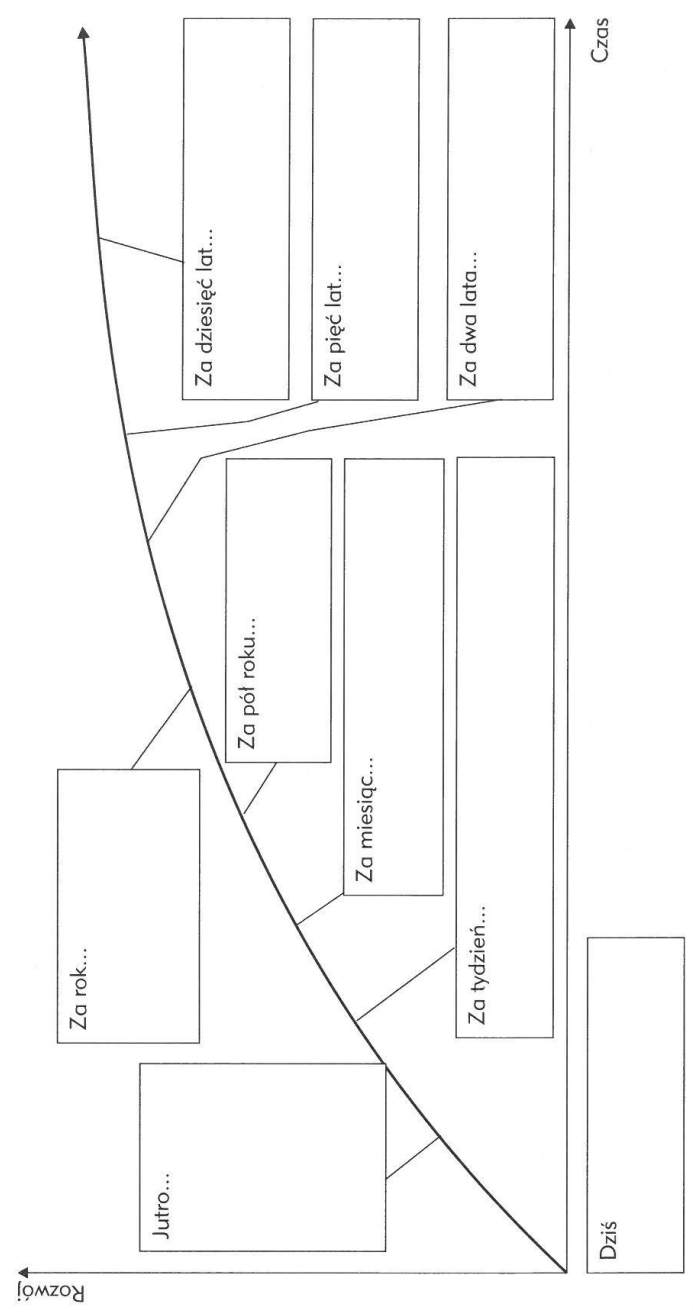 Rozwój
Jutro...
Za rok...
Za pół roku...
Za miesiąc...
Za tydzień...
Za dziesięć lat...
Za pięć lat...
Za dwa lata...
Dziś
Czas